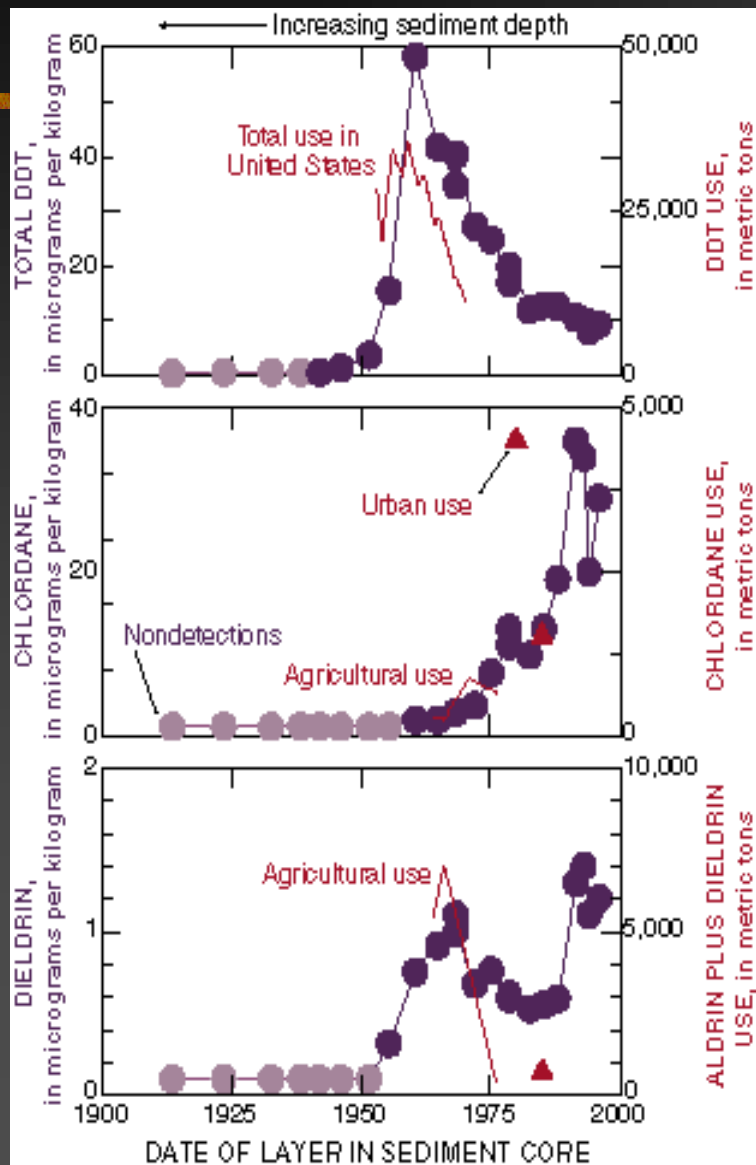 Increasing sediment depth
60
50,000
TOTAL DDT,
in micrograms per kilogram
Total use in
United States
40
25,000
DDT USE,
in metric tons
20
0
0
40
5,000
CHLORDANE,
in micrograms per kilogram
Urban use
20
CHLORDANE USE,
in metric tons
Nondetections
Agricultural use
0
0
2
10,000
DIELDRIN,
in micrograms per kilogram
Agricultural use
1
5,000
ALDRIN PLUS DIELDRIN
USE, in metric tons
0
0
1900
1925
1950
1975
2000
DATE OF LAYER IN SEDIMENT CORE